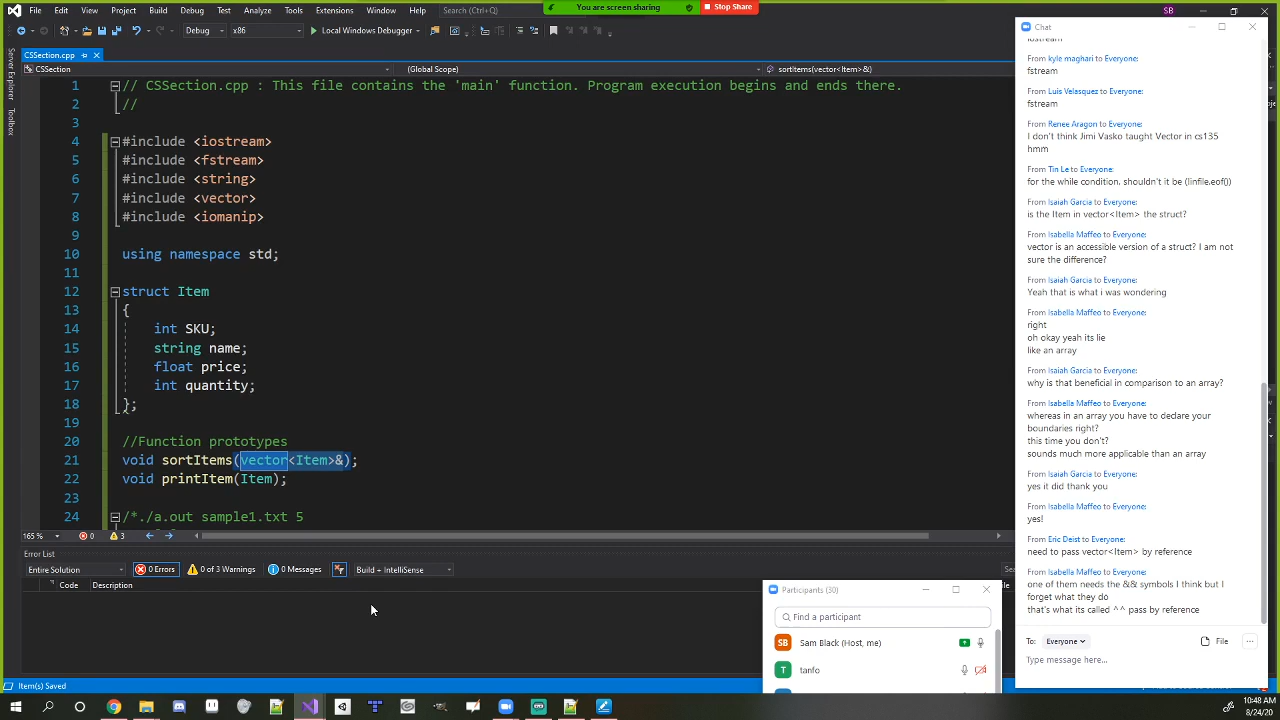 File Edit View Project Build Debug Test Analyze Tools Extensions Window Help
Search (Ctrl+Q)
You are screen sharing
Stop Share
SB
Debug
x86
CSSection.cpp
CSSection
(Global Scope)
sortItems(vector<Item>&)
Server Explorer
Toolbox
1 // CSSection.cpp : This file contains the 'main' function. Program execution begins and ends there.
2 //
3
4 #include <iostream>
5 #include <fstream>
6 #include <string>
7 #include <vector>
8 #include <iomanip>
9
10 using namespace std;
11
12 struct Item
13 {
14 int SKU;
15 string name;
16 float price;
17 int quantity;
18 };
19
20 //Function prototypes
21 void sortItems(vector<Item>&);
22 void printItem(Item);
23
24 /*./a.out sample1.txt 5
165 %
0
3
Error List
Entire Solution
0 Errors
0 of 3 Warnings
0 Messages
Build + IntelliSense
Code Description
Item(s) Saved
Participants (30)
Find a participant
SB Sam Black (Host, me)
T tanfo
Chat
From kyle maghari to Everyone:
fstream
From Luis Velasquez to Everyone:
fstream
From Renee Aragon to Everyone:
I don't think Jimi Vasko taught Vector in cs135
hmm
From Tin Le to Everyone:
for the while condition. shouldn't it be (!infile.eof())
From Isaiah Garcia to Everyone:
is the Item in vector<Item> the struct?
From Isabella Maffeo to Everyone:
vector is an accessible version of a struct? I am not
sure the difference?
From Isaiah Garcia to Everyone:
Yeah that is what i was wondering
From Isabella Maffeo to Everyone:
right
oh okay yeah its lie
like an array
From Isaiah Garcia to Everyone:
why is that beneficial in comparison to an array?
From Isabella Maffeo to Everyone:
whereas in an array you have to declare your
boundaries right?
this time you don't?
sounds much more applicable than an array
From Isaiah Garcia to Everyone:
yes it did thank you
From Isabella Maffeo to Everyone:
yes!
From Eric Deist to Everyone:
need to pass vector<Item> by reference
From Isabella Maffeo to Everyone:
one of them needs the && symbols I think but I
forget what they do
that's what its called ^^ pass by reference
To: Everyone
File
Type message here...
10:48 AM
8/24/20